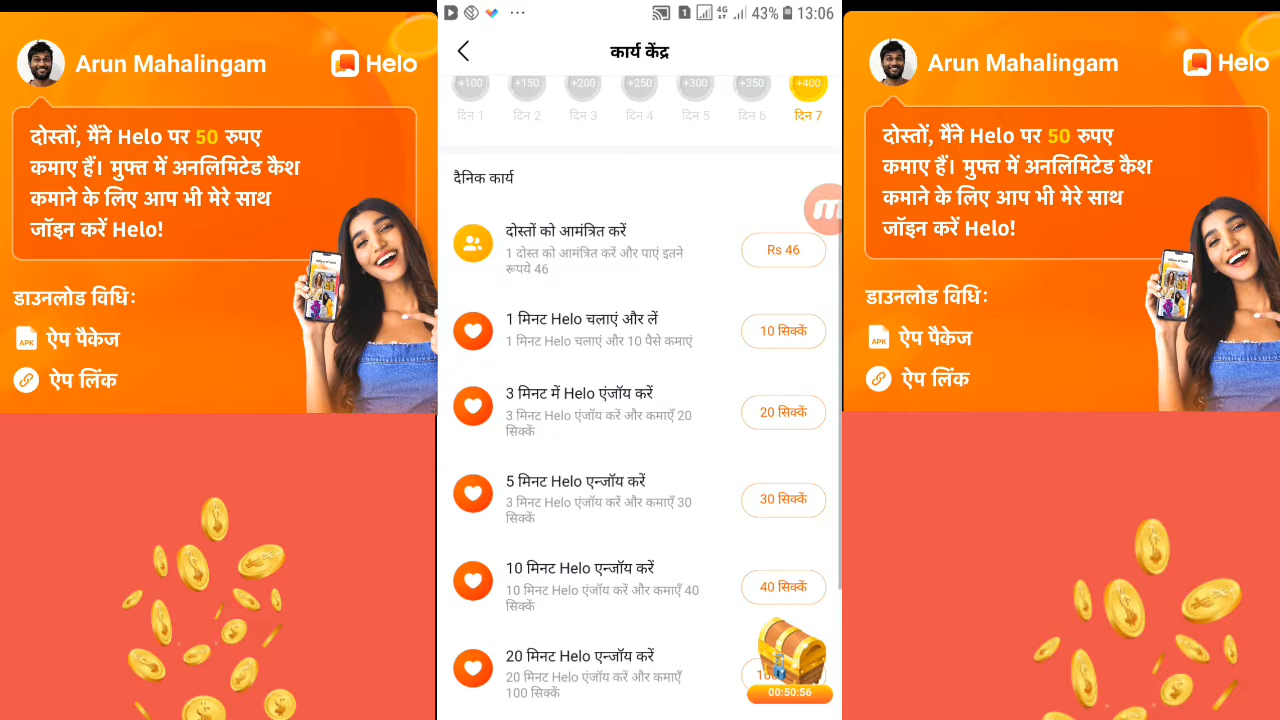 Arun Mahalingam
Helo
दोस्तों, मैंने Helo पर 50 रुपए
कमाए हैं। मुफ्त में अनलिमिटेड कैश
कमाने के लिए आप भी मेरे साथ
जॉइन करें Helo!
डाउनलोड विधिः
APK ऐप पैकेज
ऐप लिंक
4G 43% 13:06
कार्य केंद्र
+100 +150 +200 +250 +300 +350 +400
दिन 1 दिन 2 दिन 3 दिन 4 दिन 5 दिन 6 दिन 7
दैनिक कार्य
दोस्तों को आमंत्रित करें
1 दोस्त को आमंत्रित करें और पाएं इतने
रूपये 46
Rs 46
1 मिनट Helo चलाएं और लें
1 मिनट Helo चलाएं और 10 पैसे कमाएं
10 सिक्कें
3 मिनट में Helo एंजॉय करें
3 मिनट Helo एंजॉय करें और कमाएँ 20
सिक्कें
20 सिक्कें
5 मिनट Helo एन्जॉय करें
3 मिनट Helo एंजॉय करें और कमाएँ 30
सिक्कें
30 सिक्कें
10 मिनट Helo एन्जॉय करें
10 मिनट Helo एंजॉय करें और कमाएँ 40
सिक्कें
40 सिक्कें
20 मिनट Helo एन्जॉय करें
20 मिनट Helo एंजॉय करें और कमाएँ
100 सिक्कें
00:50:56
Arun Mahalingam
Helo
दोस्तों, मैंने Helo पर 50 रुपए
कमाए हैं। मुफ्त में अनलिमिटेड कैश
कमाने के लिए आप भी मेरे साथ
जॉइन करें Helo!
डाउनलोड विधिः
APK ऐप पैकेज
ऐप लिंक